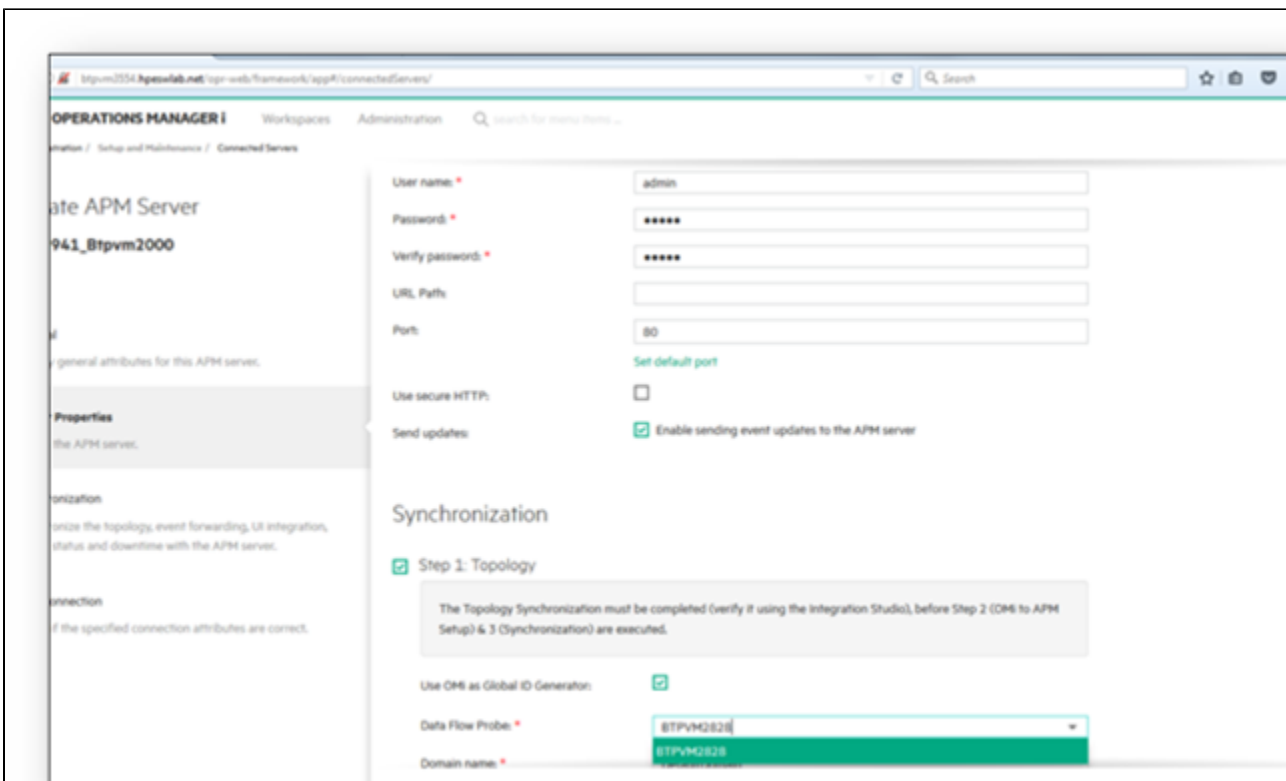 btpvm3554.hpeswlab.net/opr-web/framework/app#/connectedServers/
Search
OPERATIONS MANAGER i Workspaces Administration search for menu items ...
/ Setup and Maintenance / Connected Servers
ate APM Server
941_Btpvm2000
general attributes for this APM server.
Properties
the APM server.
onization
onize the topology, event forwarding, UI integration,
status and downtime with the APM server.
onnection
if the specified connection attributes are correct.
User name: *
admin
Password: *
•••••
Verify password: *
•••••
URL Path:
Port:
80
Set default port
Use secure HTTP:
Send updates:
Enable sending event updates to the APM server
Synchronization
Step 1: Topology
The Topology Synchronization must be completed (verify it using the Integration Studio), before Step 2 (OMi to APM
Setup) & 3 (Synchronization) are executed.
Use OMi as Global ID Generator:
Data Flow Probe: *
BTPVM2828
BTPVM2828
Domain name: *